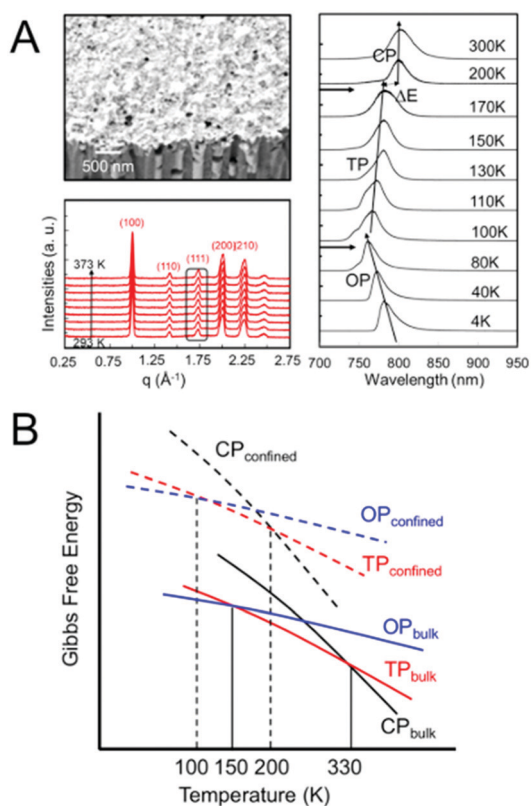 A
500 nm
Intensities (a. u.)
373 K
293 K
(100)
(110)
(111)
(200)
(210)
0.25 0.75 1.25 1.75 2.25 2.75
q (Å⁻¹)
CP
ΔE
TP
OP
300K
200K
170K
150K
130K
110K
100K
80K
40K
4K
700 750 800 850 900 950
Wavelength (nm)
B
Gibbs Free Energy
CPconfined
OPconfined
TPconfined
OPbulk
TPbulk
CPbulk
100 150 200 330
Temperature (K)